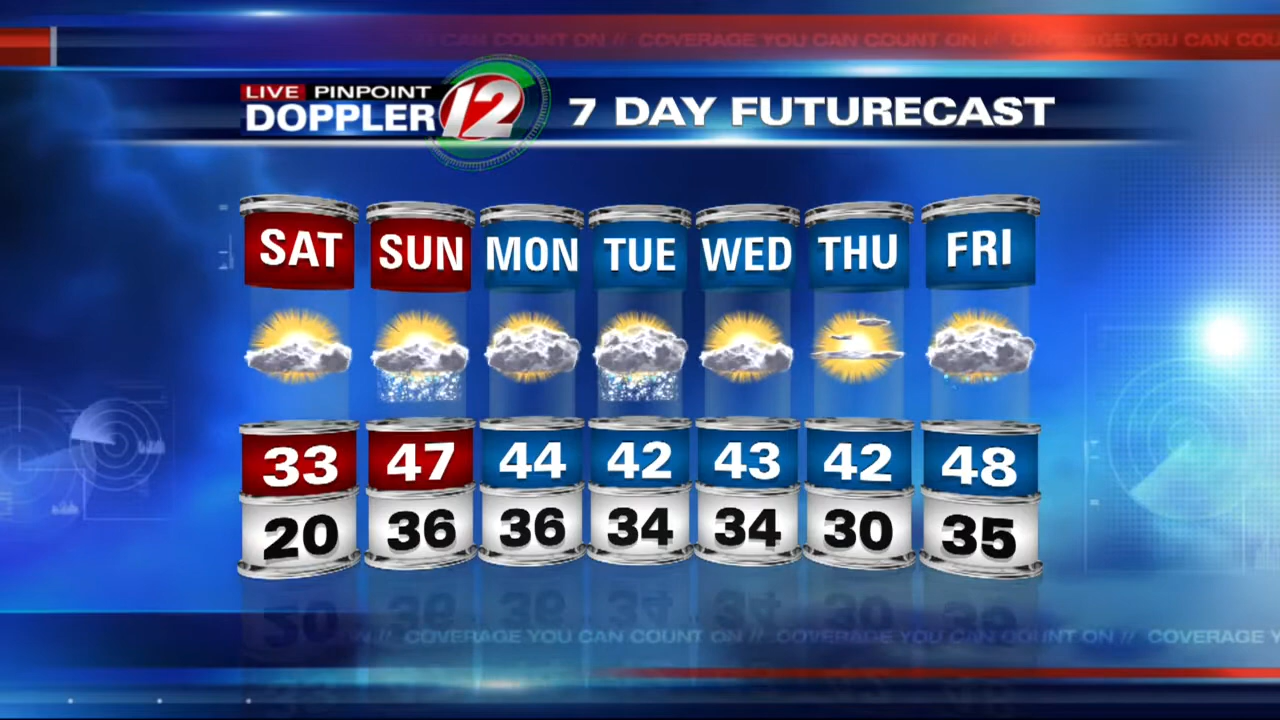 CAN COUNT ON // COVERAGE YOU CAN COUNT ON //
LIVE PINPOINT
DOPPLER 12
7 DAY FUTURECAST
SAT SUN MON TUE WED THU FRI
33 47 44 42 43 42 48
20 36 36 34 34 30 35
// COVERAGE YOU CAN COUNT ON // COVERAGE YOU CAN COUNT ON // COVERAGE